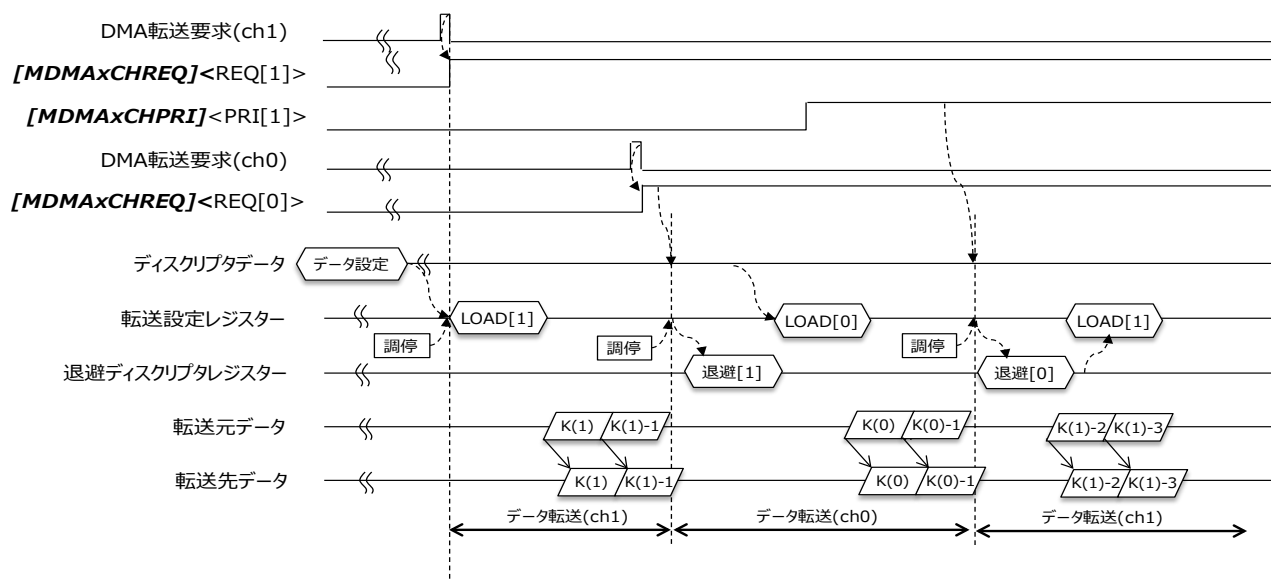 DMA転送要求(ch1)
[MDMAxCHREQ]<REQ[1]>
[MDMAxCHPRI]<PRI[1]>
DMA転送要求(ch0)
[MDMAxCHREQ]<REQ[0]>
ディスクリプタデータ データ設定
転送設定レジスター LOAD[1] LOAD[0] LOAD[1]
調停 調停 調停
退避ディスクリプタレジスター 退避[1] 退避[0]
転送元データ K(1) K(1)-1 K(0) K(0)-1 K(1)-2 K(1)-3
転送先データ K(1) K(1)-1 K(0) K(0)-1 K(1)-2 K(1)-3
データ転送(ch1) データ転送(ch0) データ転送(ch1)